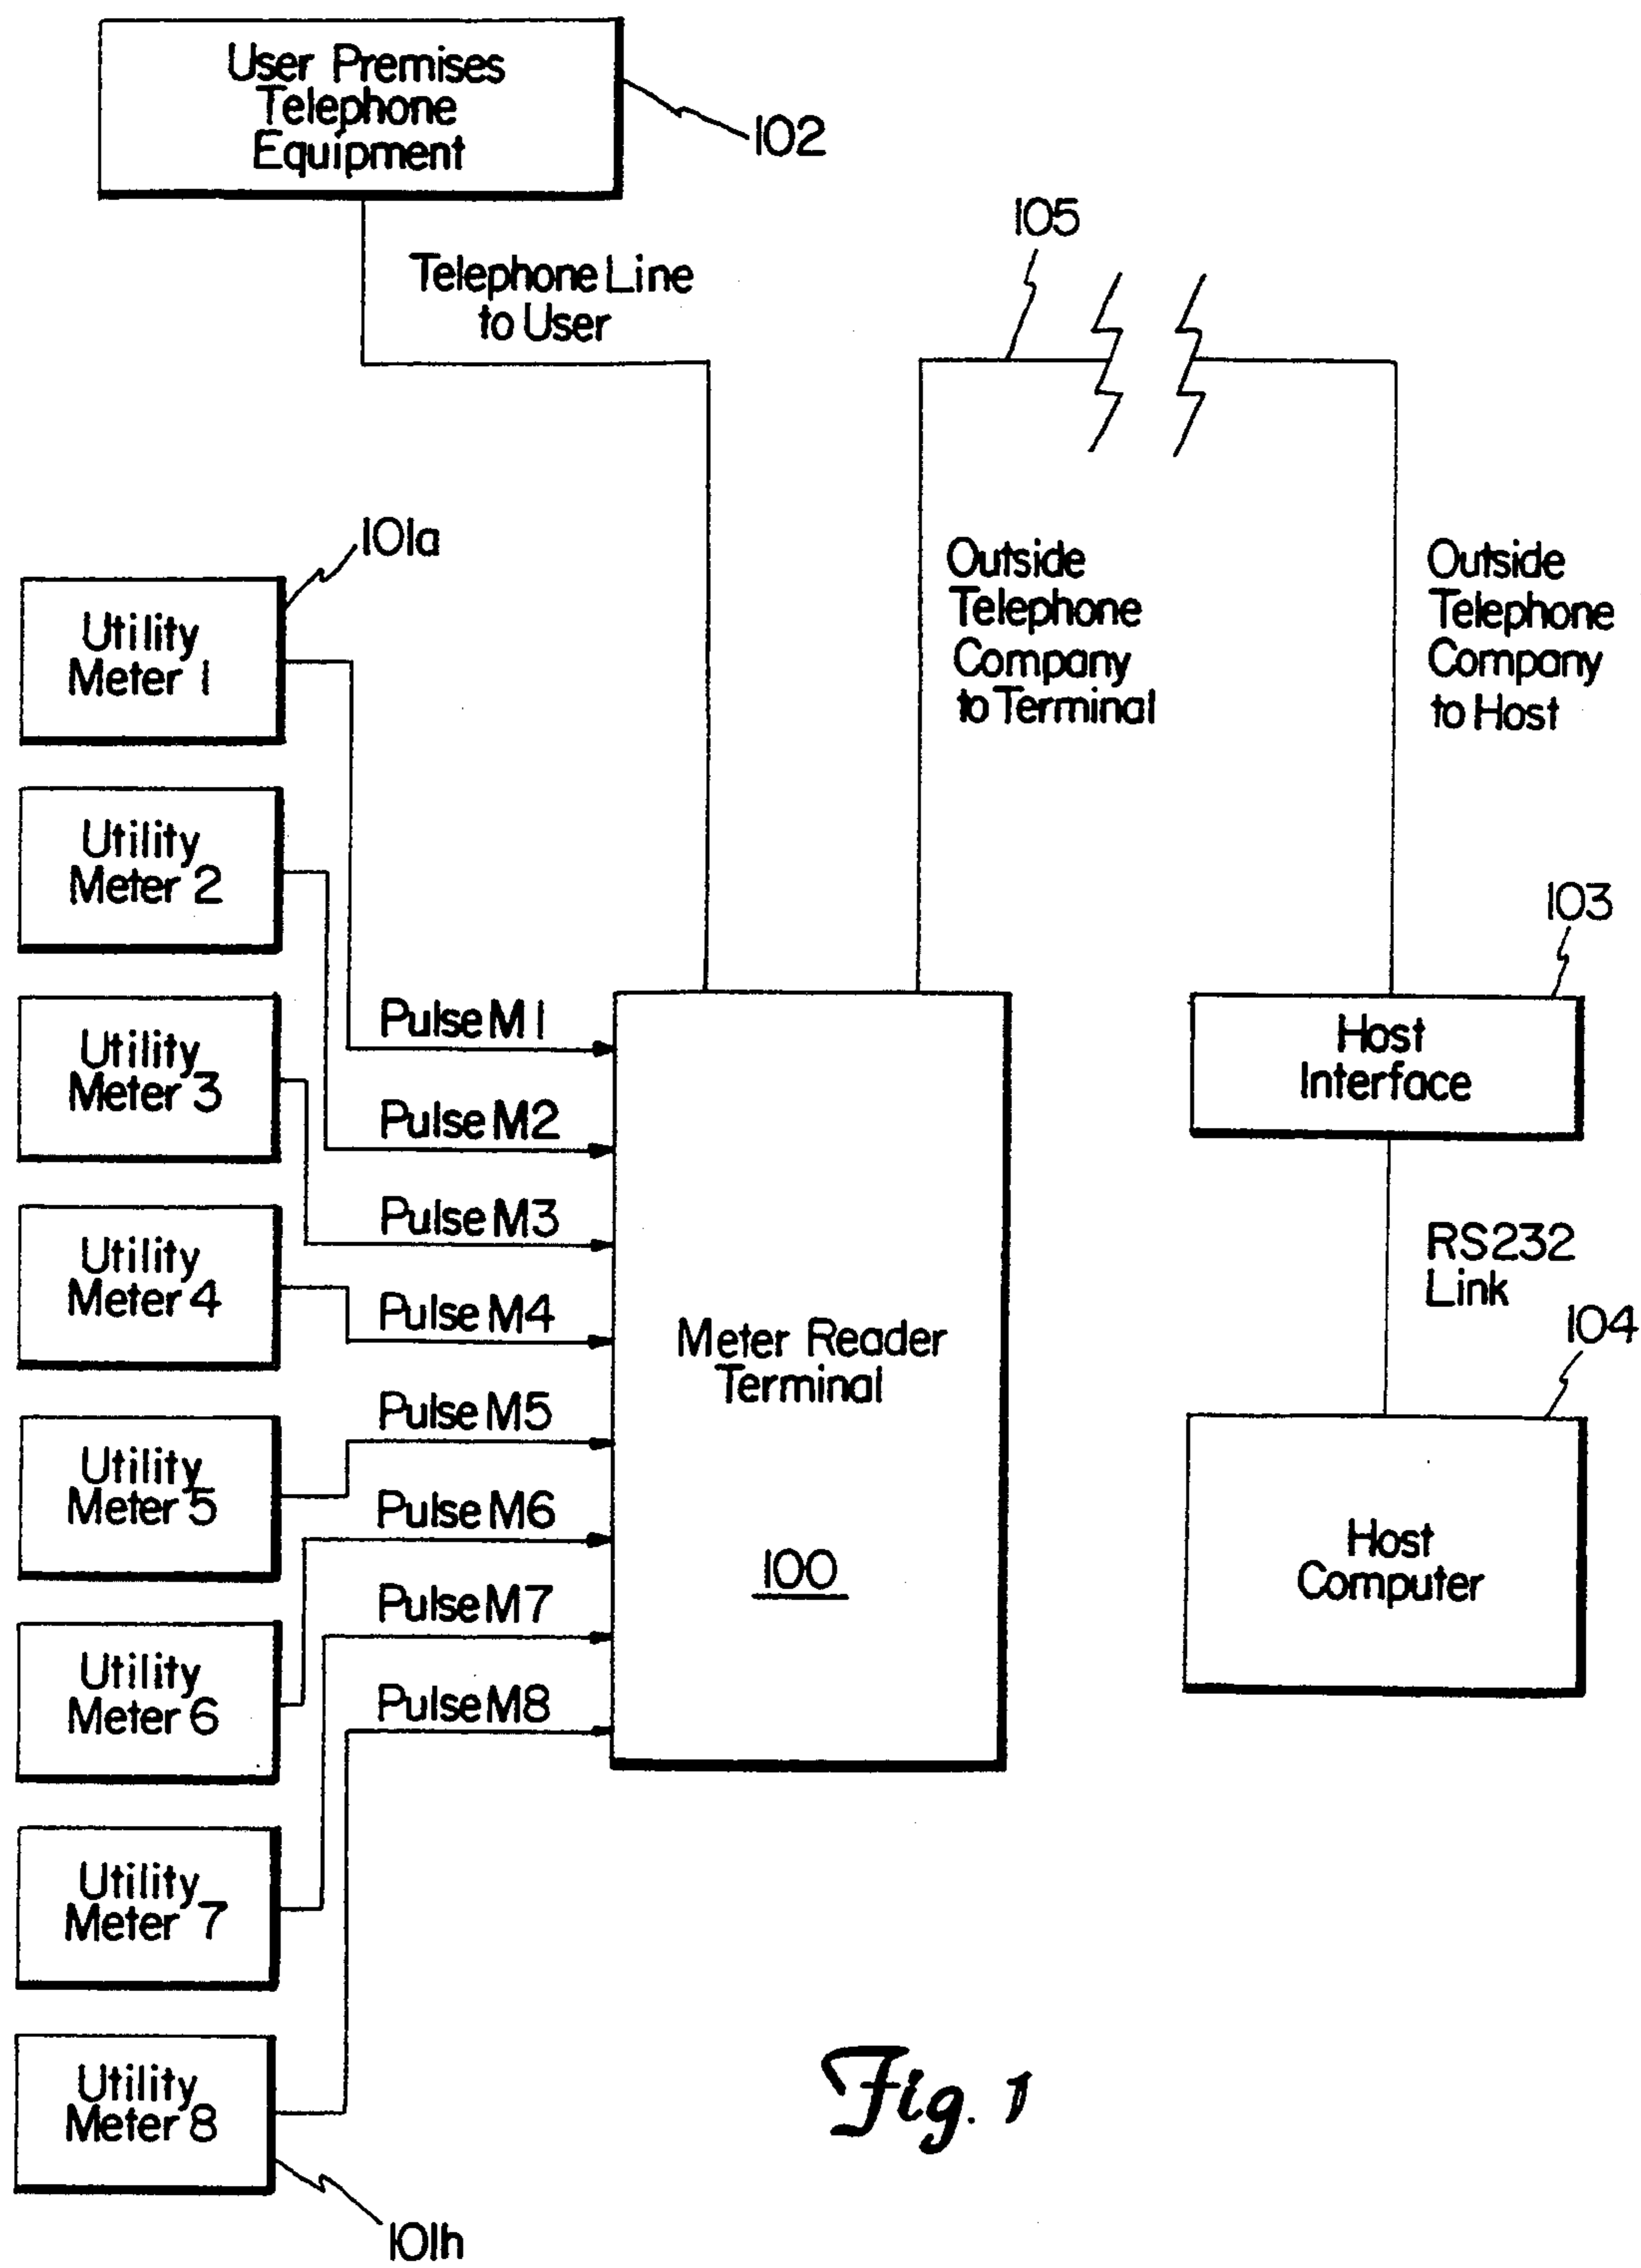 User Premises
Telephone
Equipment
102
105
Telephone Line
to User
101a
Outside
Telephone
Company
to Terminal
Outside
Telephone
Company
to Host
Utility
Meter 1
Utility
Meter 2
103
Utility
Meter 3
Pulse M1
Host
Interface
Pulse M2
Pulse M3
Utility
Meter 4
RS232
Link
Pulse M4
104
Meter Reader
Terminal
Pulse M5
Utility
Meter 5
Pulse M6
100
Host
Computer
Pulse M7
Utility
Meter 6
Pulse M8
Utility
Meter 7
Utility
Meter 8
Fig. 1
101h